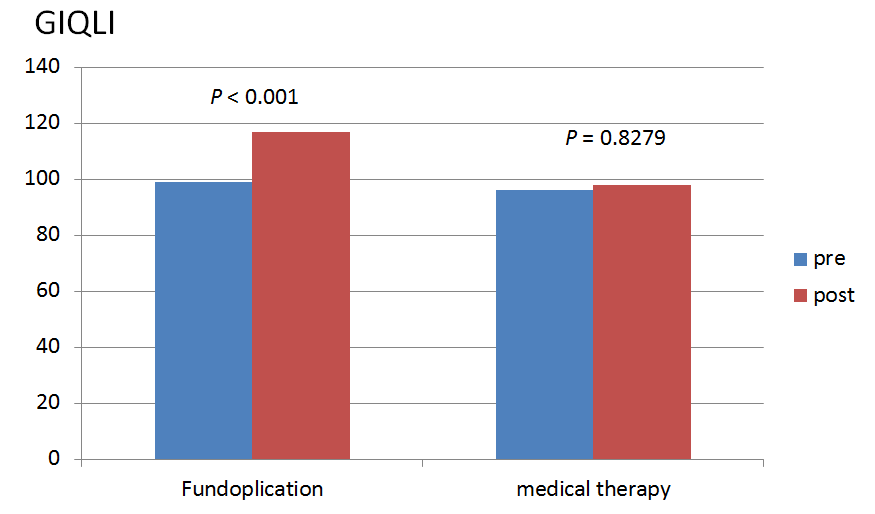 GIQLI
140
120
100
80
60
40
20
0
P < 0.001
P = 0.8279
Fundoplication
medical therapy
pre
post